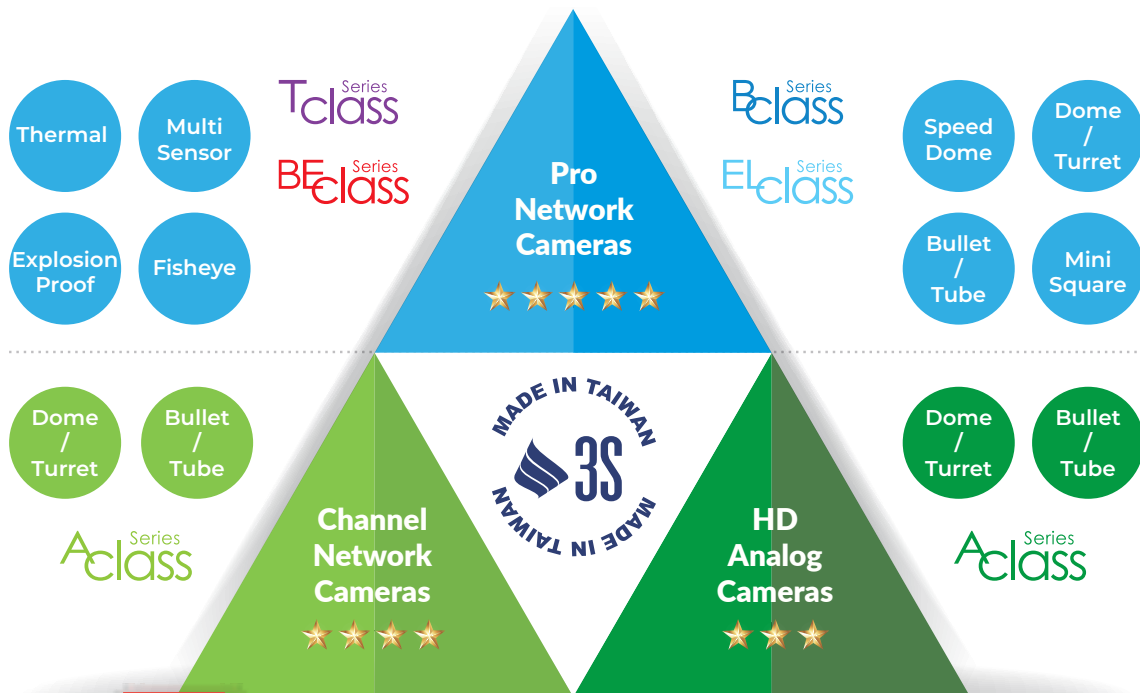 Thermal
Multi
Sensor
Explosion
Proof
Fisheye
T class Series
BE class Series
Pro
Network
Cameras
B class Series
EL class Series
Speed
Dome
Dome
/
Turret
Bullet
/
Tube
Mini
Square
Dome
/
Turret
Bullet
/
Tube
A class Series
Channel
Network
Cameras
MADE IN TAIWAN
3S
MADE IN TAIWAN
HD
Analog
Cameras
Dome
/
Turret
Bullet
/
Tube
A class Series